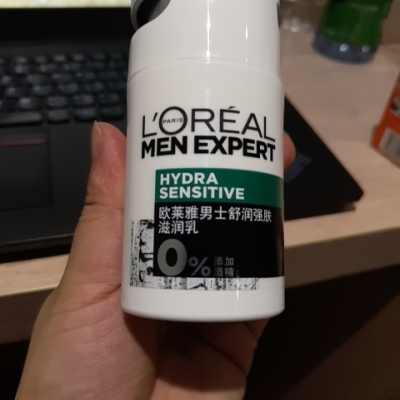 L'ORÉAL
PARIS
MEN EXPERT
HYDRA
SENSITIVE
欧莱雅男士舒润强肤
滋润乳
0%
添加
酒精